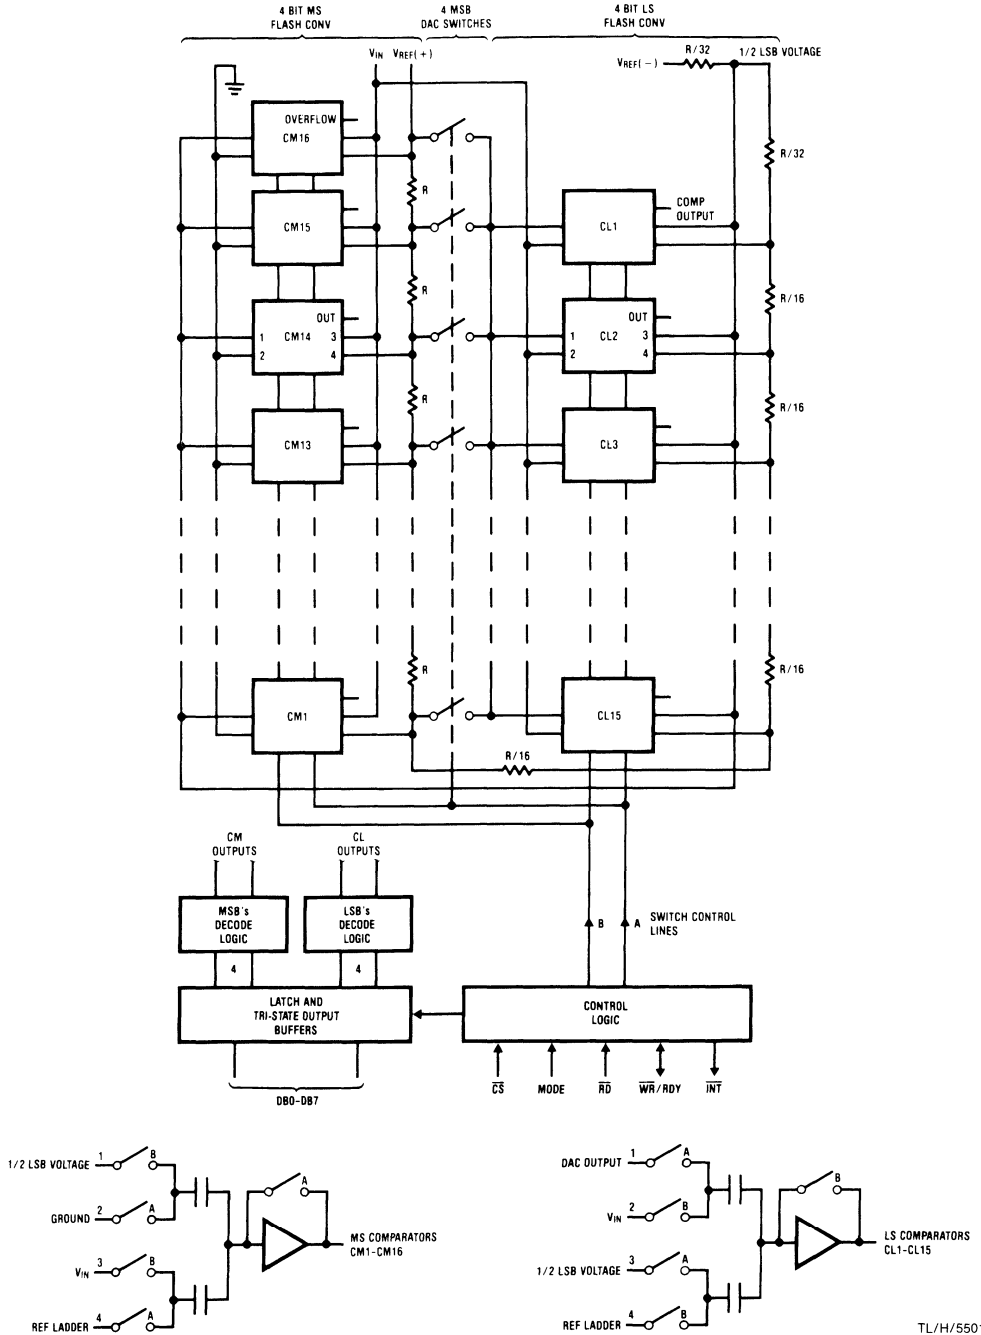 4 BIT MS
FLASH CONV
4 MSB
DAC SWITCHES
4 BIT LS
FLASH CONV
VIN
VREF(+)
VREF(-)
R/32
1/2 LSB VOLTAGE
OVERFLOW
CM16
R/32
R
CM15
CL1
COMP
OUTPUT
R
R/16
OUT
1
CM14
3
2
4
OUT
1
CL2
3
2
4
R
R/16
CM13
CL3
R
R/16
CM1
CL15
R/16
CM
OUTPUTS
CL
OUTPUTS
MSB's
DECODE
LOGIC
LSB's
DECODE
LOGIC
B
A
SWITCH CONTROL
LINES
4
4
LATCH AND
TRI-STATE OUTPUT
BUFFERS
CONTROL
LOGIC
CS
MODE
RD
WR/RDY
INT
DB0-DB7
1/2 LSB VOLTAGE
1
B
A
GROUND
2
A
MS COMPARATORS
CM1-CM16
VIN
3
B
REF LADDER
4
A
DAC OUTPUT
1
A
B
VIN
2
B
LS COMPARATORS
CL1-CL15
1/2 LSB VOLTAGE
3
A
REF LADDER
4
B
TL/H/5501